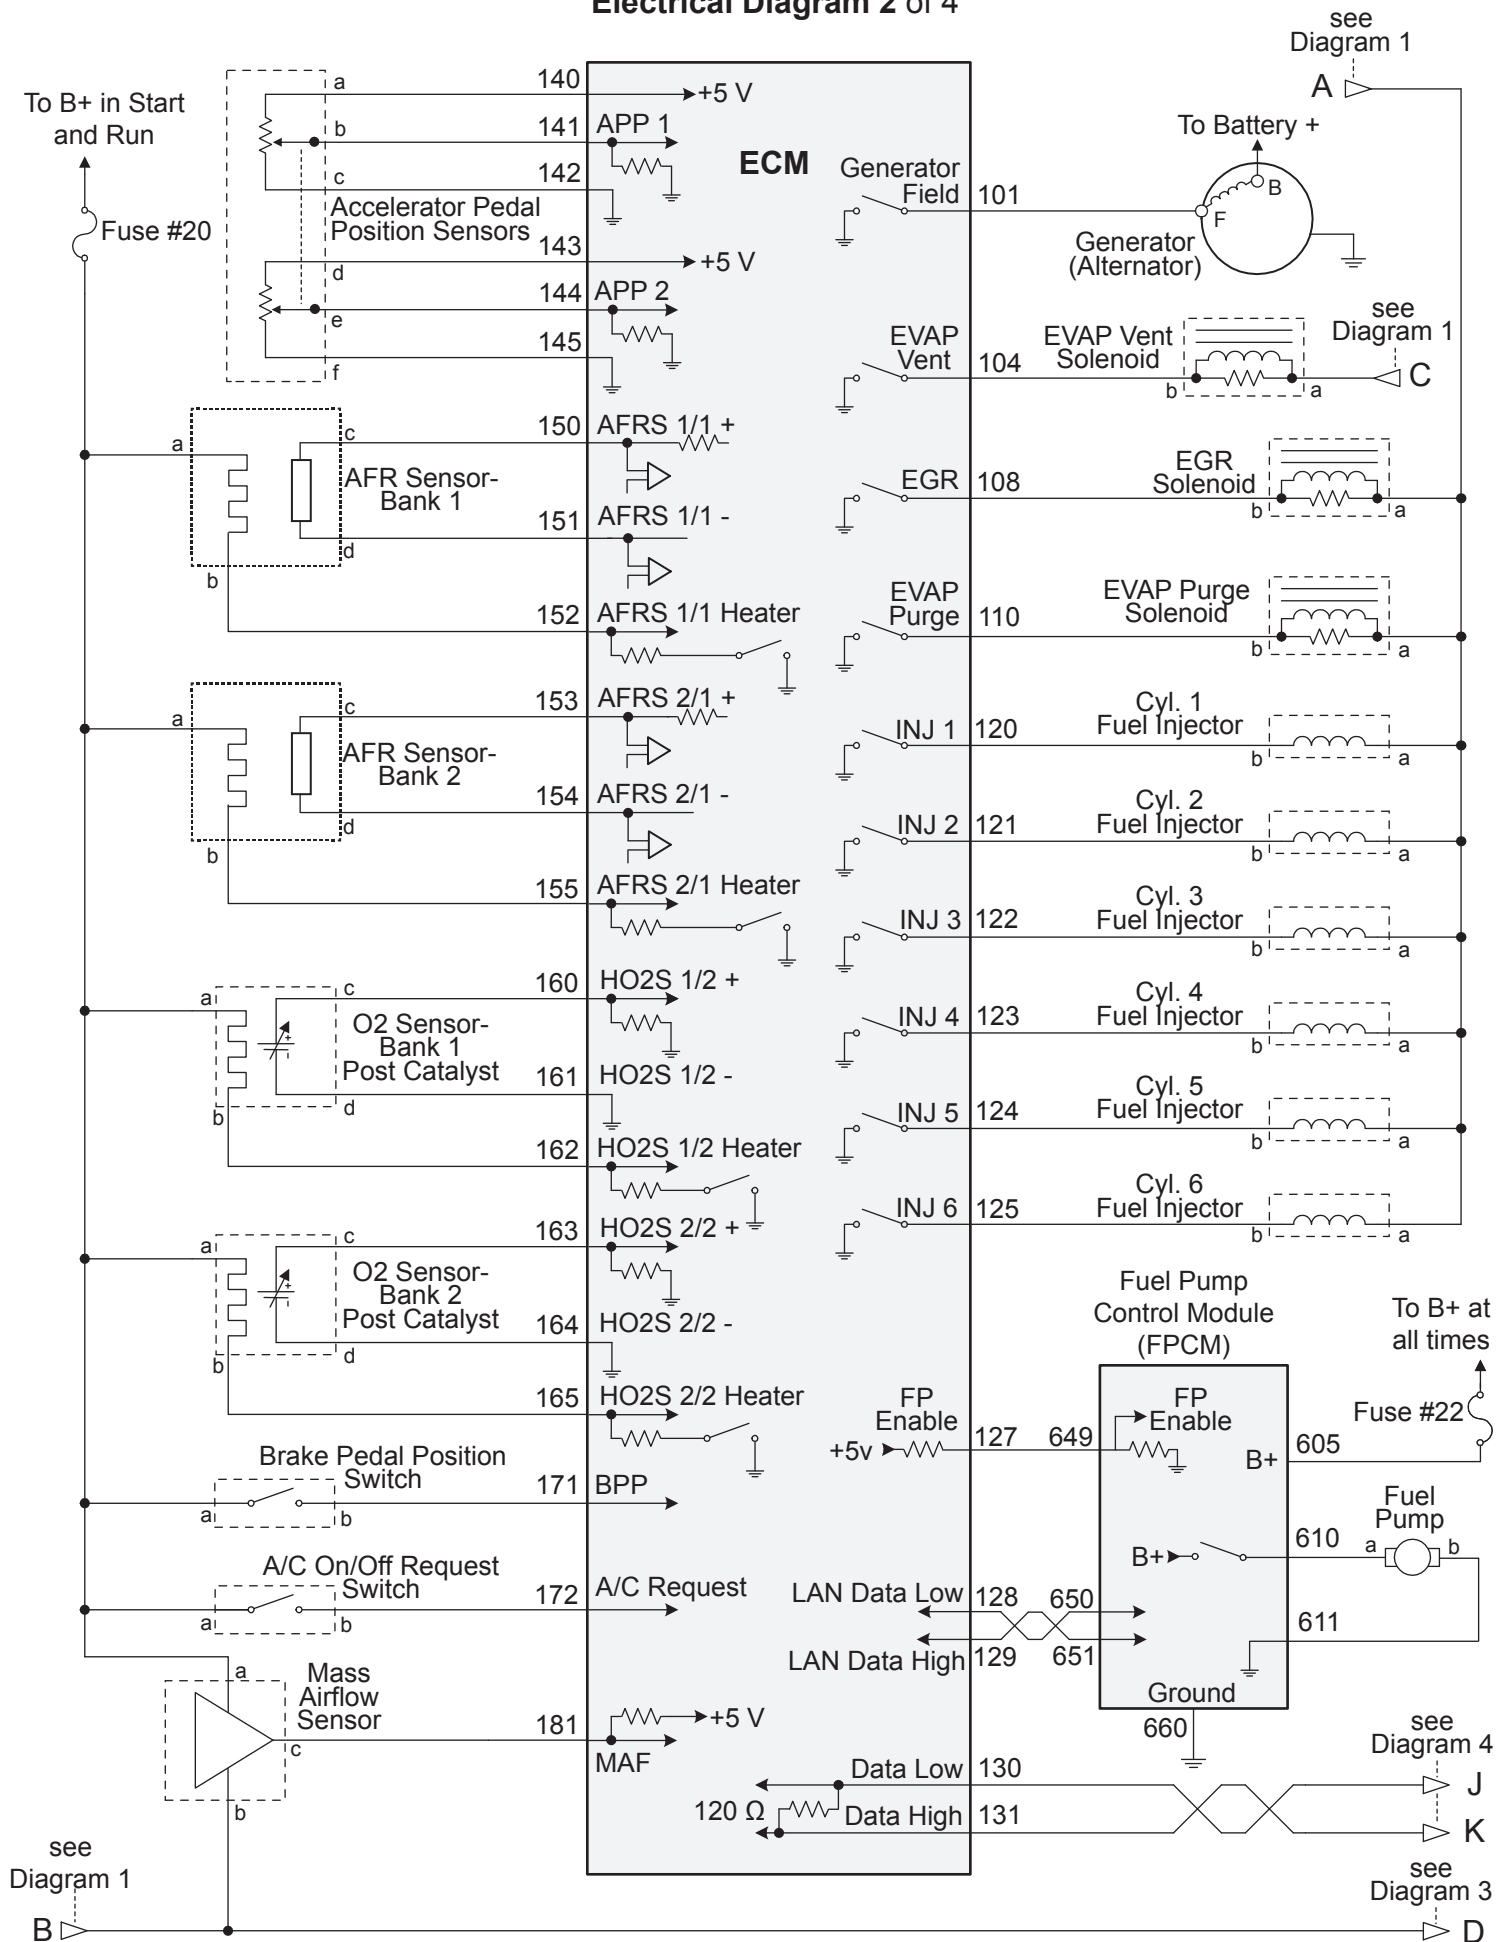 Electrical Diagram 2 of 4
see
Diagram 1
A
To B+ in Start
and Run
Fuse #20
a
b
c
Accelerator Pedal
Position Sensors
d
e
f
140
+5 V
141
APP 1
142
143
+5 V
144
APP 2
145
ECM
Generator
Field
101
To Battery +
B
F
Generator
(Alternator)
EVAP
Vent
104
EVAP Vent
Solenoid
b
a
see
Diagram 1
C
a
c
AFR Sensor-
Bank 1
d
b
150
AFRS 1/1 +
151
AFRS 1/1 -
152
AFRS 1/1 Heater
EGR
108
EGR
Solenoid
b
a
EVAP
Purge
110
EVAP Purge
Solenoid
b
a
a
c
AFR Sensor-
Bank 2
d
b
153
AFRS 2/1 +
154
AFRS 2/1 -
155
AFRS 2/1 Heater
INJ 1
120
Cyl. 1
Fuel Injector
b
a
INJ 2
121
Cyl. 2
Fuel Injector
b
a
INJ 3
122
Cyl. 3
Fuel Injector
b
a
a
c
+
O2 Sensor-
Bank 1
Post Catalyst
d
b
160
HO2S 1/2 +
161
HO2S 1/2 -
162
HO2S 1/2 Heater
INJ 4
123
Cyl. 4
Fuel Injector
b
a
INJ 5
124
Cyl. 5
Fuel Injector
b
a
INJ 6
125
Cyl. 6
Fuel Injector
b
a
a
c
+
O2 Sensor-
Bank 2
Post Catalyst
d
b
163
HO2S 2/2 +
164
HO2S 2/2 -
165
HO2S 2/2 Heater
Fuel Pump
Control Module
(FPCM)
To B+ at
all times
Fuse #22
FP
Enable
+5v
127
649
FP
Enable
B+
605
Brake Pedal Position
Switch
a
b
171
BPP
B+
610
Fuel
Pump
a
b
611
A/C On/Off Request
Switch
a
b
172
A/C Request
LAN Data Low
128
650
LAN Data High
129
651
Ground
660
a
Mass
Airflow
Sensor
c
b
181
+5 V
MAF
Data Low
130
120 Ω
Data High
131
see
Diagram 4
J
K
see
Diagram 1
B
see
Diagram 3
D